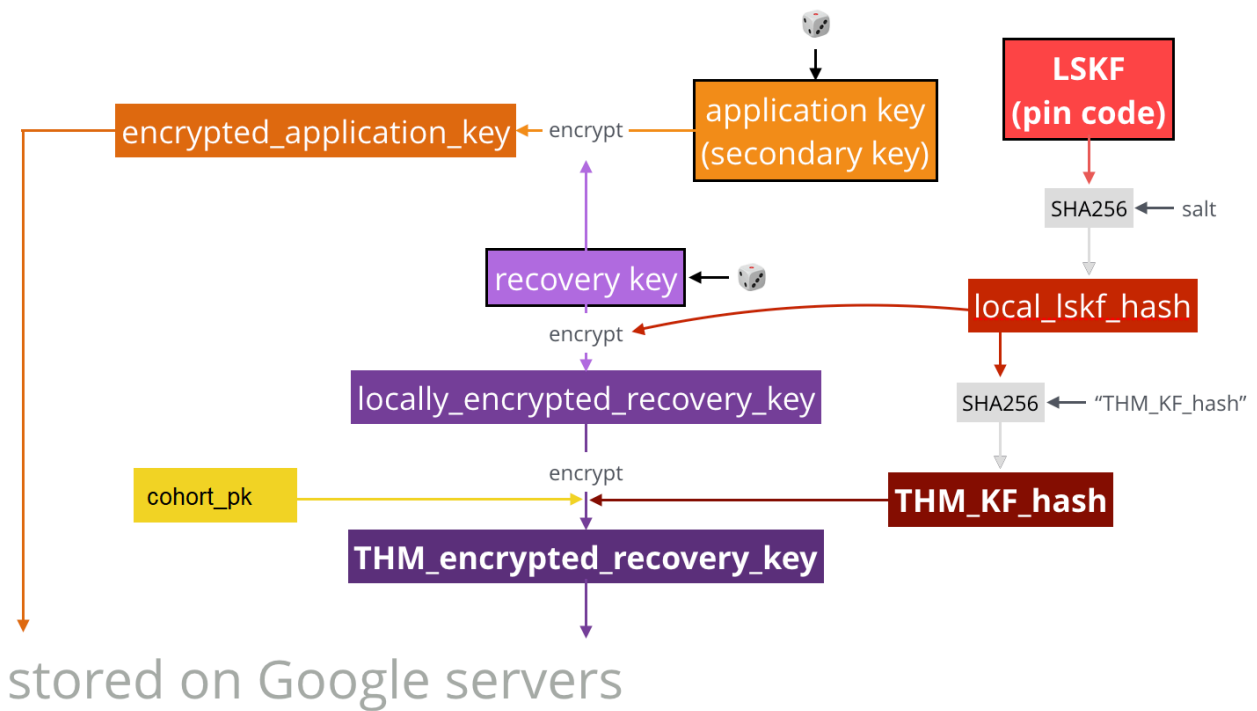 LSKF
(pin code)
application key
(secondary key)
encrypt
encrypted_application_key
SHA256
salt
recovery key
local_lskf_hash
encrypt
locally_encrypted_recovery_key
SHA256
“THM_KF_hash”
encrypt
cohort_pk
THM_KF_hash
THM_encrypted_recovery_key
stored on Google servers